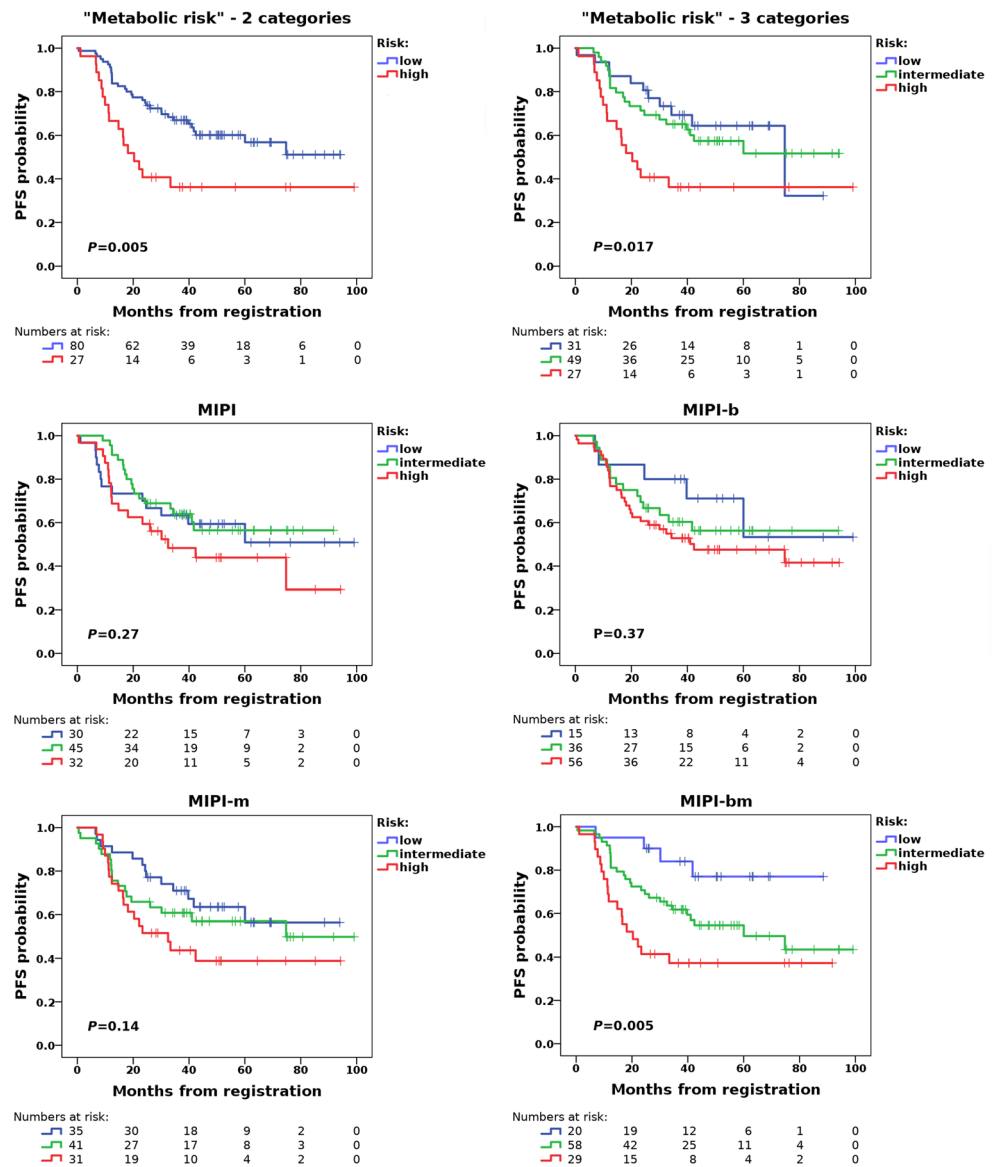 "Metabolic risk" - 2 categories
Risk:
low
high
PFS probability
1.0
0.8
0.6
0.4
0.2
0.0
P=0.005
0 20 40 60 80 100
Months from registration
Numbers at risk:
80 62 39 18 6 0
27 14 6 3 1 0
"Metabolic risk" - 3 categories
Risk:
low
intermediate
high
PFS probability
1.0
0.8
0.6
0.4
0.2
0.0
P=0.017
0 20 40 60 80 100
Months from registration
Numbers at risk:
31 26 14 8 1 0
49 36 25 10 5 0
27 14 6 3 1 0
MIPI
Risk:
low
intermediate
high
PFS probability
1.0
0.8
0.6
0.4
0.2
0.0
P=0.27
0 20 40 60 80 100
Months from registration
Numbers at risk:
30 22 15 7 3 0
45 34 19 9 2 0
32 20 11 5 2 0
MIPI-b
Risk:
low
intermediate
high
PFS probability
1.0
0.8
0.6
0.4
0.2
0.0
P=0.37
0 20 40 60 80 100
Months from registration
Numbers at risk:
15 13 8 4 2 0
36 27 15 6 2 0
56 36 22 11 4 0
MIPI-m
Risk:
low
intermediate
high
PFS probability
1.0
0.8
0.6
0.4
0.2
0.0
P=0.14
0 20 40 60 80 100
Months from registration
Numbers at risk:
35 30 18 9 2 0
41 27 17 8 3 0
31 19 10 4 2 0
MIPI-bm
Risk:
low
intermediate
high
PFS probability
1.0
0.8
0.6
0.4
0.2
0.0
P=0.005
0 20 40 60 80 100
Months from registration
Numbers at risk:
20 19 12 6 1 0
58 42 25 11 4 0
29 15 8 4 2 0